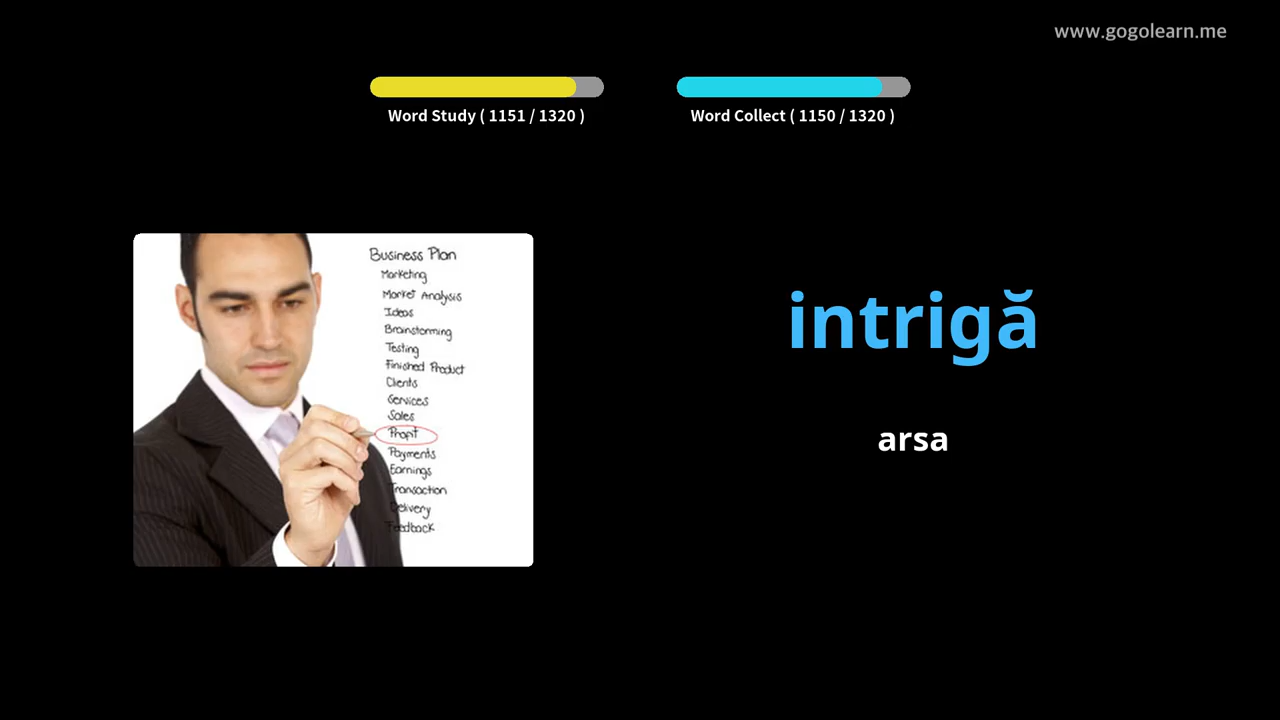 www.gogolearn.me
Word Study ( 1151 / 1320 )
Word Collect ( 1150 / 1320 )
Business Plan
Marketing
Market Analysis
Ideas
Brainstorming
Testing
Finished Product
Clients
Services
Sales
Profit
Payments
Earnings
Transaction
Delivery
Feedback
intrigă
arsa